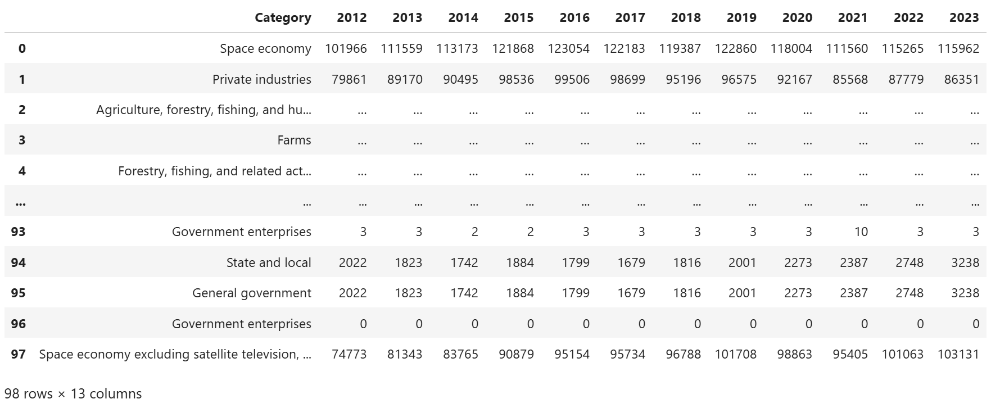 Category 2012 2013 2014 2015 2016 2017 2018 2019 2020 2021 2022 2023
0 Space economy 101966 111559 113173 121868 123054 122183 119387 122860 118004 111560 115265 115962
1 Private industries 79861 89170 90495 98536 99506 98699 95196 96575 92167 85568 87779 86351
2 Agriculture, forestry, fishing, and hu... ... ... ... ... ... ... ... ... ... ... ... ...
3 Farms ... ... ... ... ... ... ... ... ... ... ... ...
4 Forestry, fishing, and related act... ... ... ... ... ... ... ... ... ... ... ... ...
... ... ... ... ... ... ... ... ... ... ... ... ... ...
93 Government enterprises 3 3 2 2 3 3 3 3 3 10 3 3
94 State and local 2022 1823 1742 1884 1799 1679 1816 2001 2273 2387 2748 3238
95 General government 2022 1823 1742 1884 1799 1679 1816 2001 2273 2387 2748 3238
96 Government enterprises 0 0 0 0 0 0 0 0 0 0 0 0
97 Space economy excluding satellite television, ... 74773 81343 83765 90879 95154 95734 96788 101708 98863 95405 101063 103131
98 rows × 13 columns